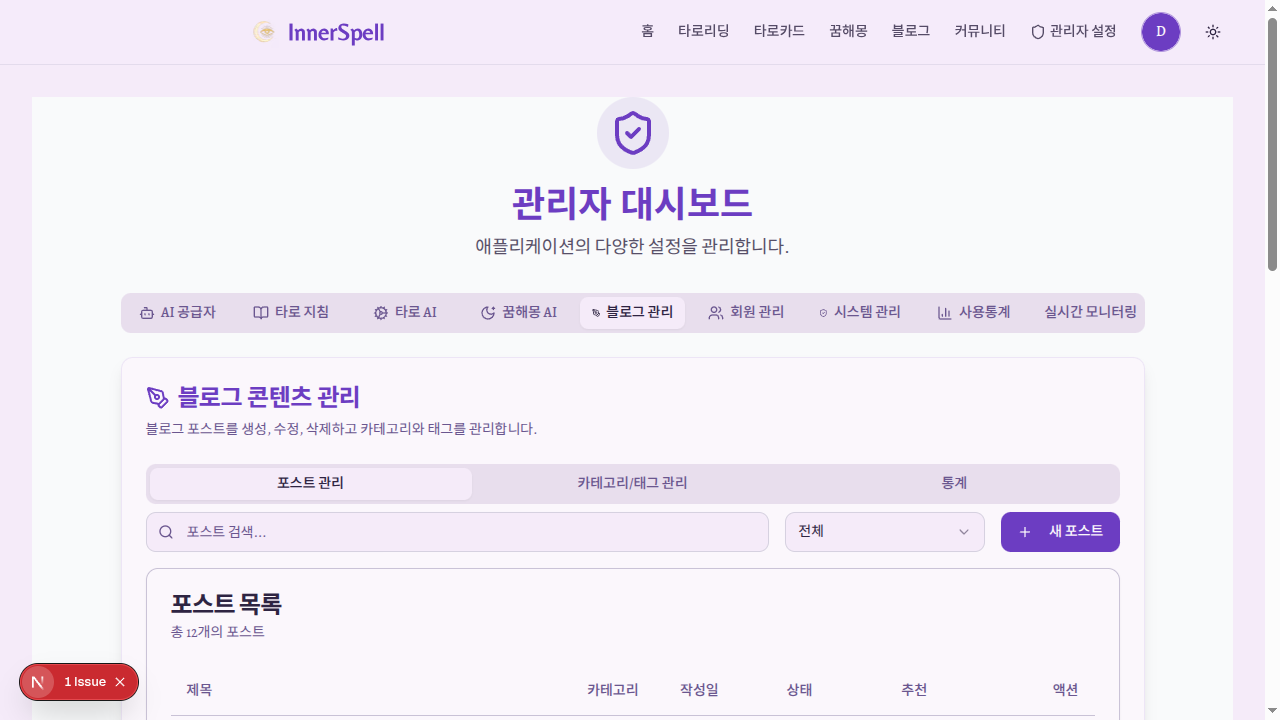 InnerSpell
홈 타로리딩 타로카드 꿈해몽 블로그 커뮤니티 관리자 설정 D
관리자 대시보드
애플리케이션의 다양한 설정을 관리합니다.
AI 공급자 타로 지침 타로 AI 꿈해몽 AI 블로그 관리 회원 관리 시스템 관리 사용통계 실시간 모니터링
블로그 콘텐츠 관리
블로그 포스트를 생성, 수정, 삭제하고 카테고리와 태그를 관리합니다.
포스트 관리 카테고리/태그 관리 통계
포스트 검색... 전체 + 새 포스트
포스트 목록
총 12개의 포스트
N 1 Issue ×
제목 카테고리 작성일 상태 추천 액션